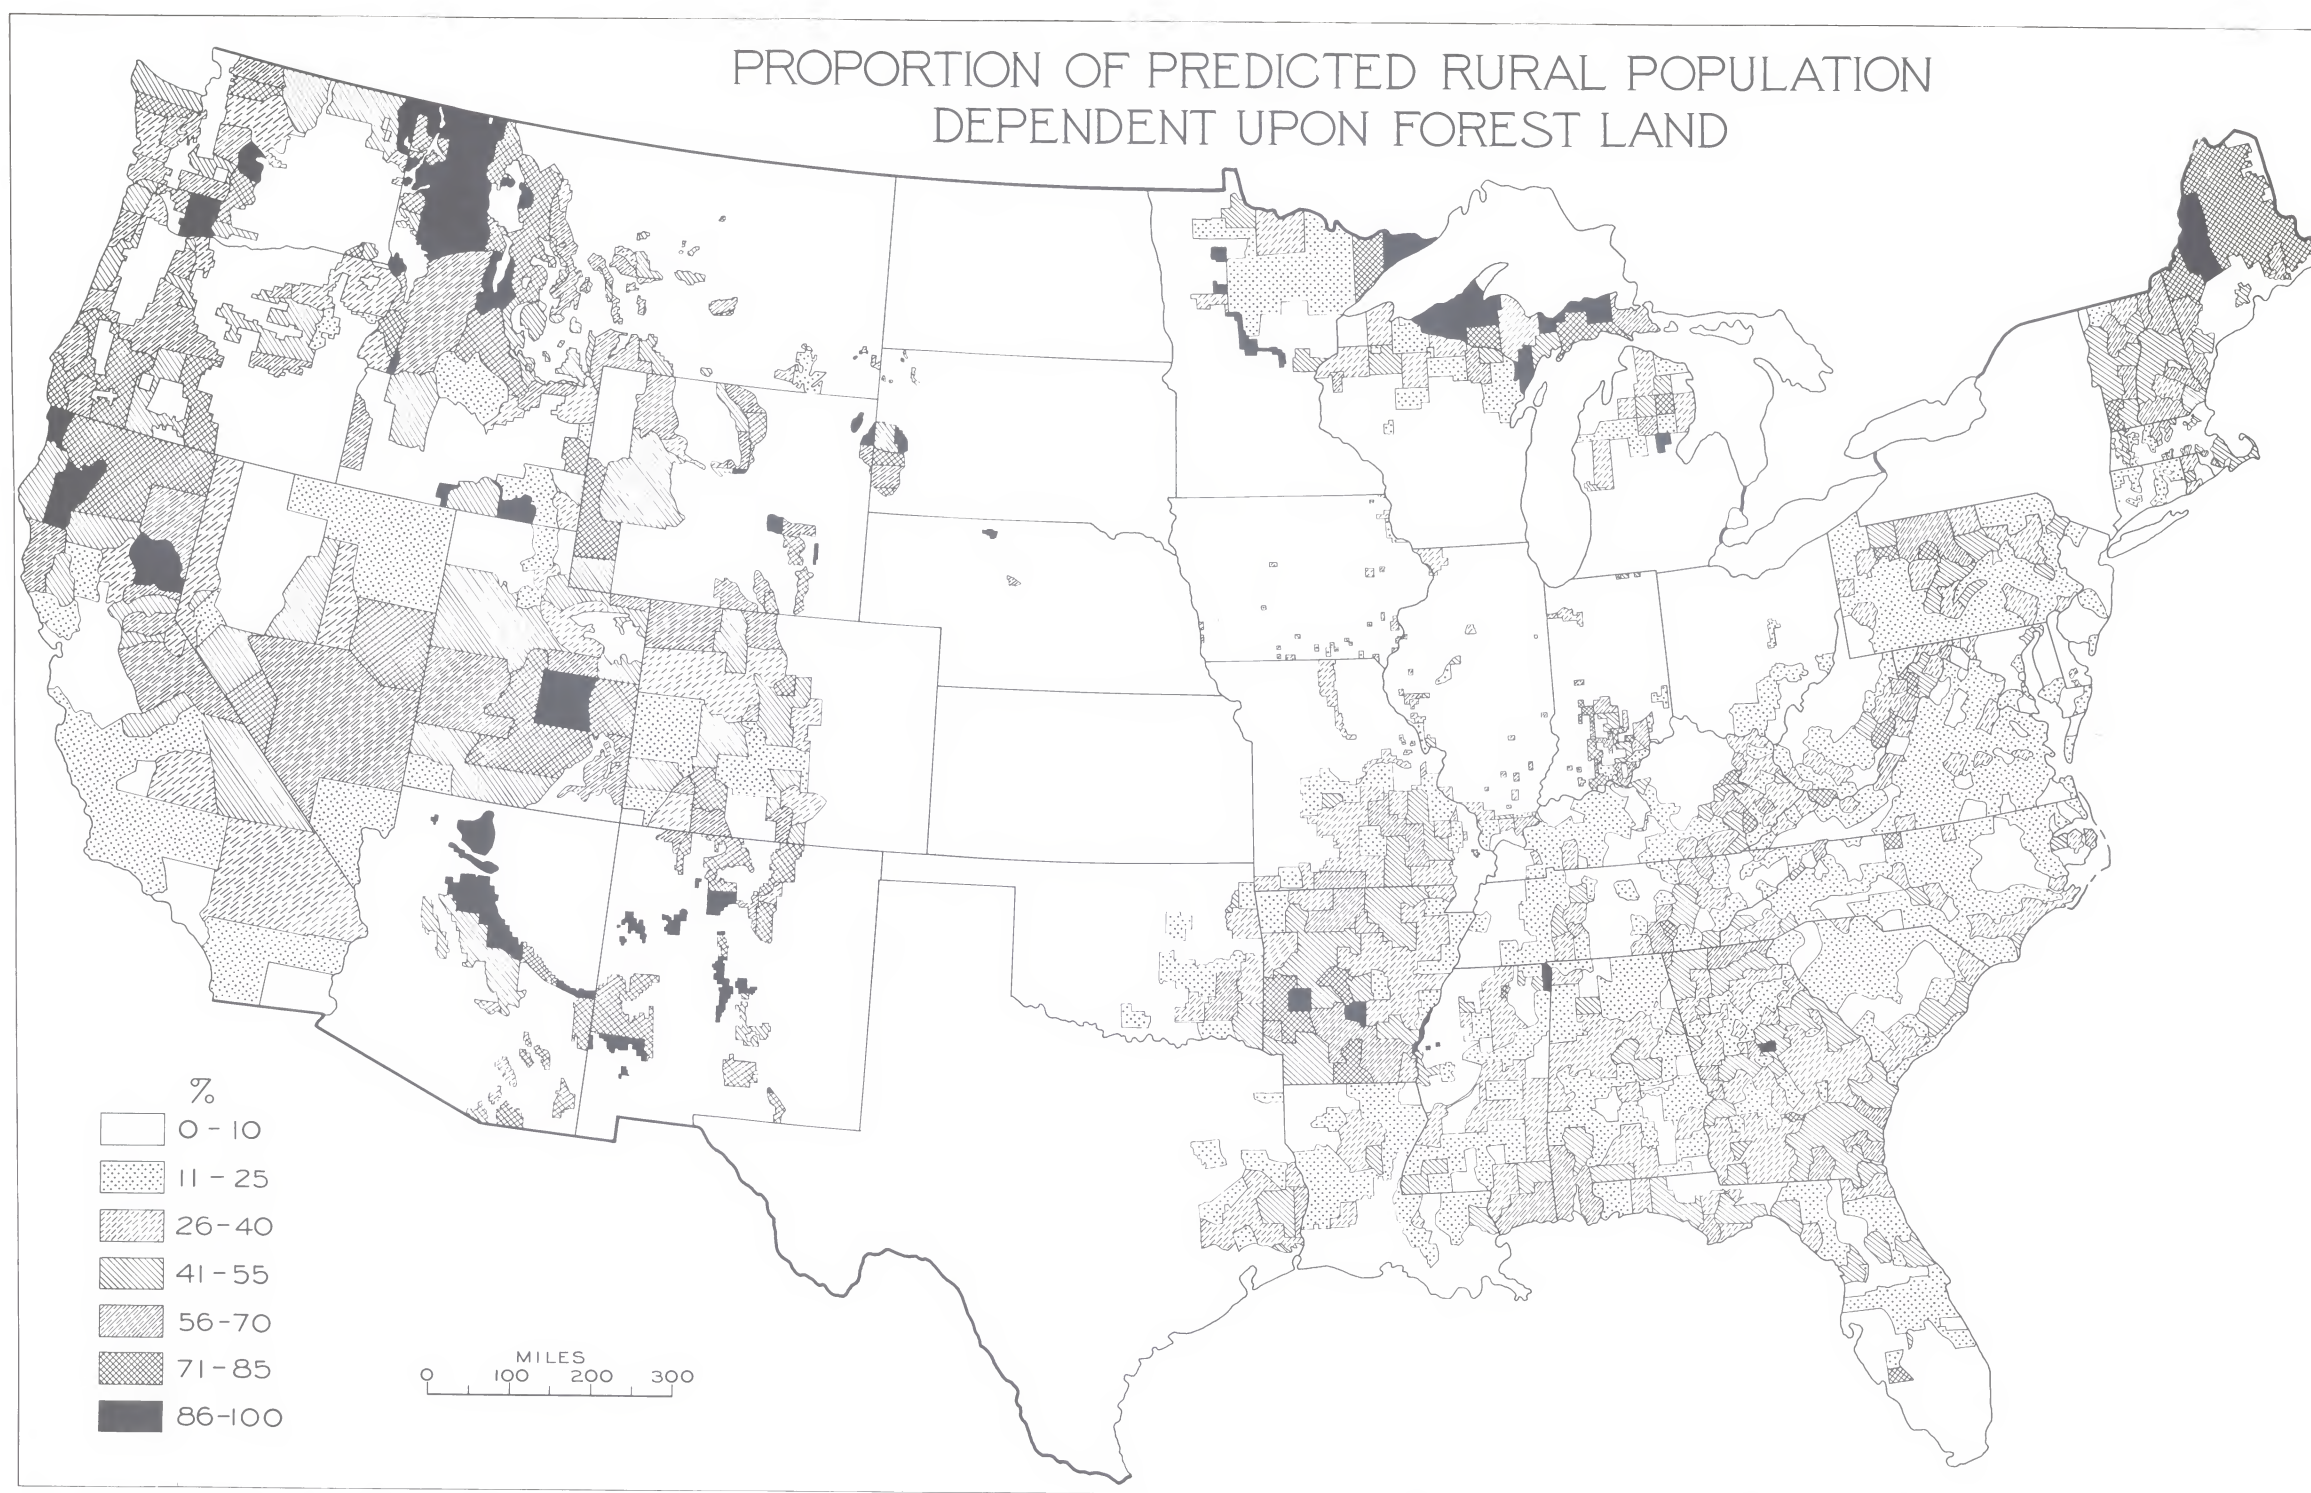 PROPORTION OF PREDICTED RURAL POPULATION
DEPENDENT UPON FOREST LAND
%
0-10
11-25
26-40
41-55
56-70
71-85
86-100
MILES
0 100 200 300